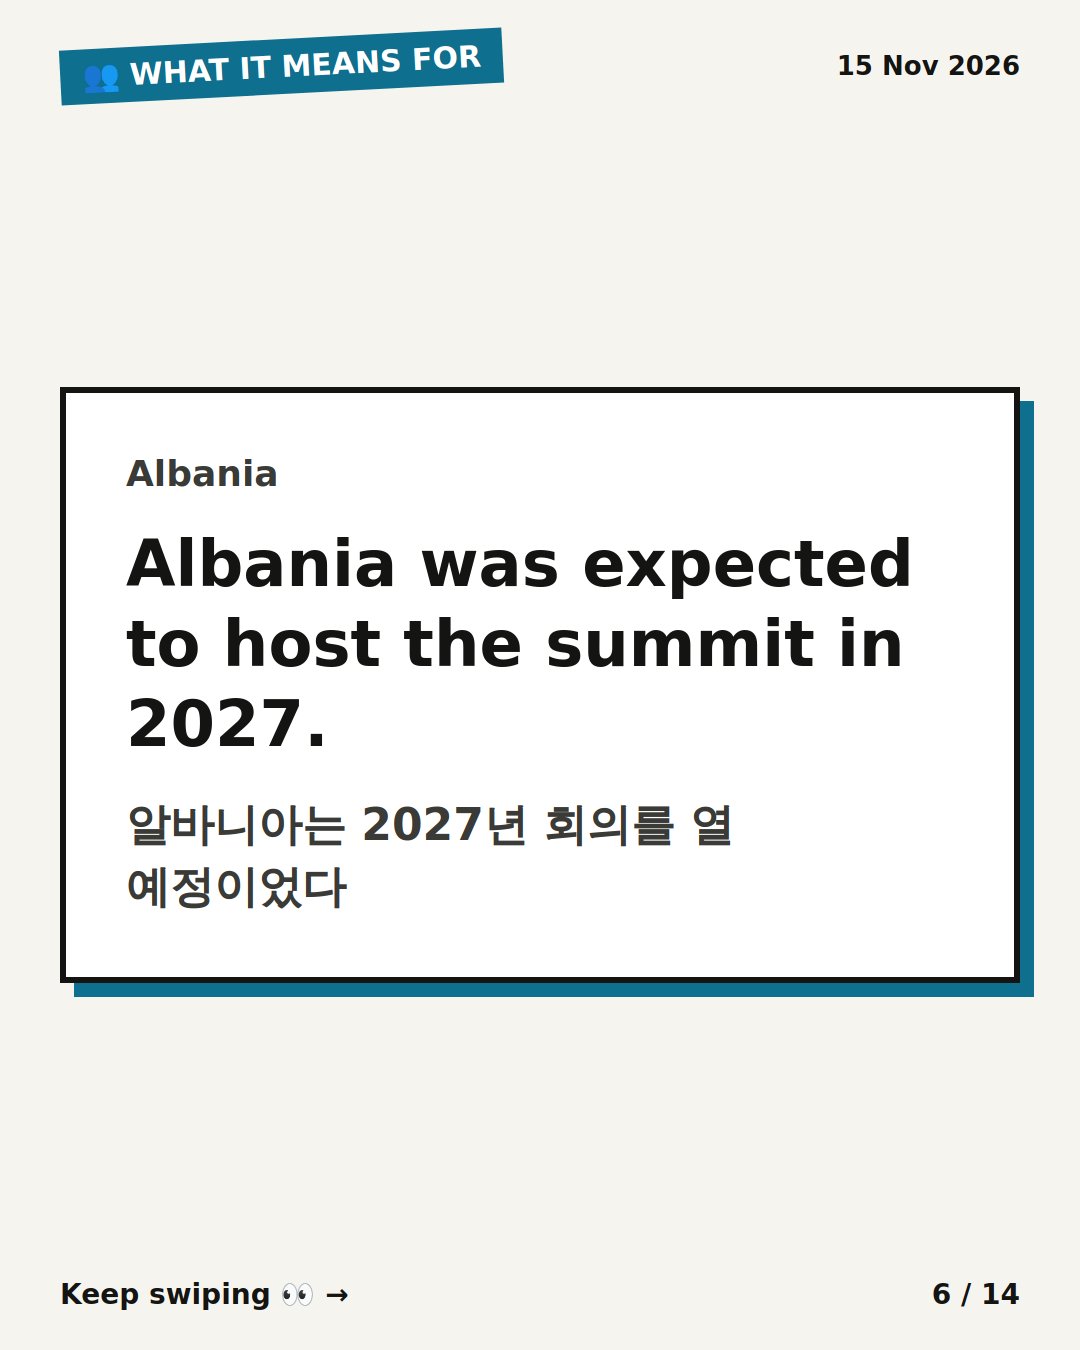 👥 WHAT IT MEANS FOR
15 Nov 2026
Albania
Albania was expected
to host the summit in
2027.
알바니아는 2027년 회의를 열
예정이었다
Keep swiping 👀 →
6 / 14